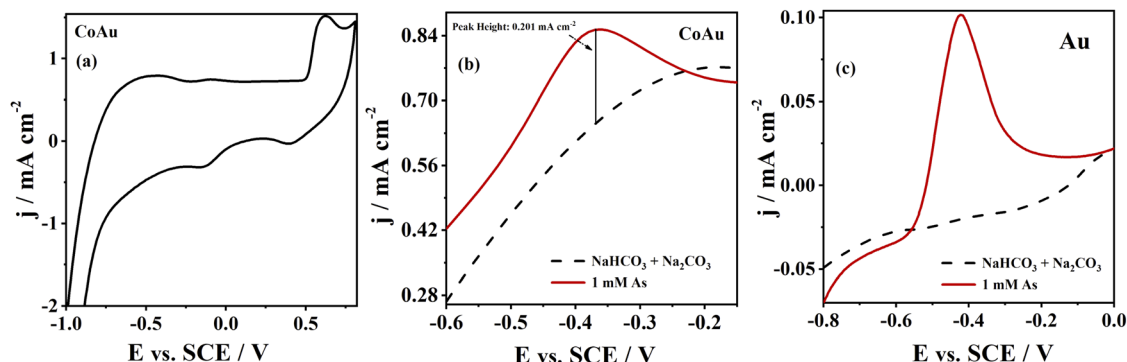 CoAu
(a)
1
0
-1
-2
-1.0
-0.5
0.0
0.5
j / mA cm⁻²
E vs. SCE / V
Peak Height: 0.201 mA cm⁻²
CoAu
(b)
0.84
0.70
0.56
0.42
0.28
-0.6
-0.5
-0.4
-0.3
-0.2
j / mA cm⁻²
NaHCO₃ + Na₂CO₃
1 mM As
E vs. SCE / V
Au
(c)
0.10
0.05
0.00
-0.05
-0.8
-0.6
-0.4
-0.2
0.0
j / mA cm⁻²
NaHCO₃ + Na₂CO₃
1 mM As
E vs. SCE / V